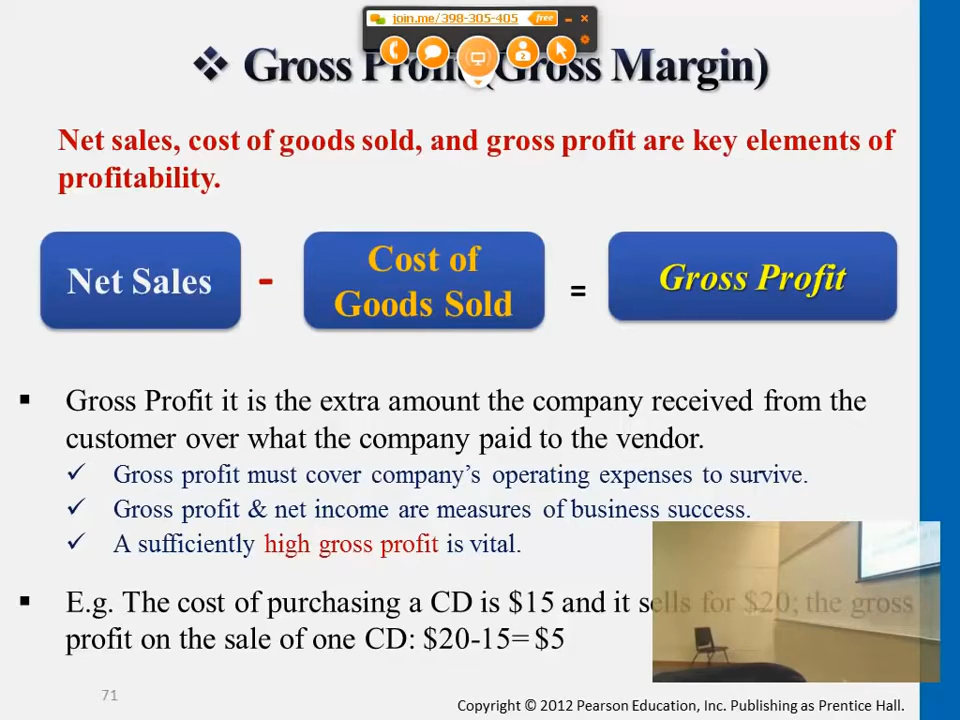 join.me/398-305-405 free
❖ Gross Profit (Gross Margin)
2
Net sales, cost of goods sold, and gross profit are key elements of
profitability.
Net Sales - Cost of Goods Sold = Gross Profit
▪ Gross Profit it is the extra amount the company received from the
customer over what the company paid to the vendor.
✓ Gross profit must cover company's operating expenses to survive.
✓ Gross profit & net income are measures of business success.
✓ A sufficiently high gross profit is vital.
▪ E.g. The cost of purchasing a CD is $15 and it sells for $20; the gross
profit on the sale of one CD: $20-15= $5
71
Copyright © 2012 Pearson Education, Inc. Publishing as Prentice Hall.